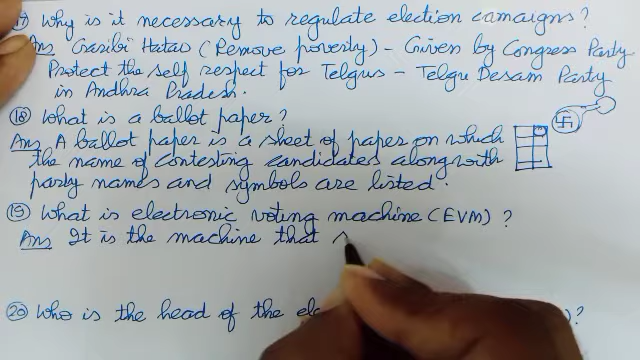 17) Why is it necessary to regulate election camaigns?
Ans Garibi Hatao (Remove poverty) - Given by Congress Party
Protect the self respect for Telgus - Telgu Desam Party
in Andhra Pradesh.
18 What is a ballot paper?
Ans A ballot paper is a sheet of paper on which
the name of contesting candidates along with
party names and symbols are listed.
19 What is electronic voting machine (EVM) ?
Ans It is the machine that
20 Who is the head of the ?